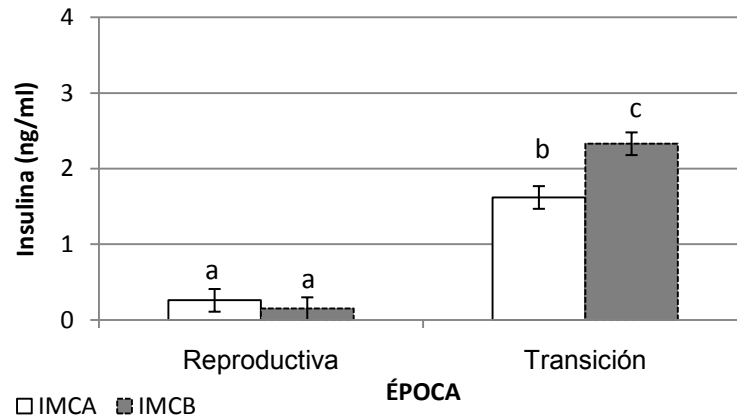 4
3
2
1
0
Insulina (ng/ml)
a
a
b
c
Reproductiva
Transición
ÉPOCA
IMCA
IMCB